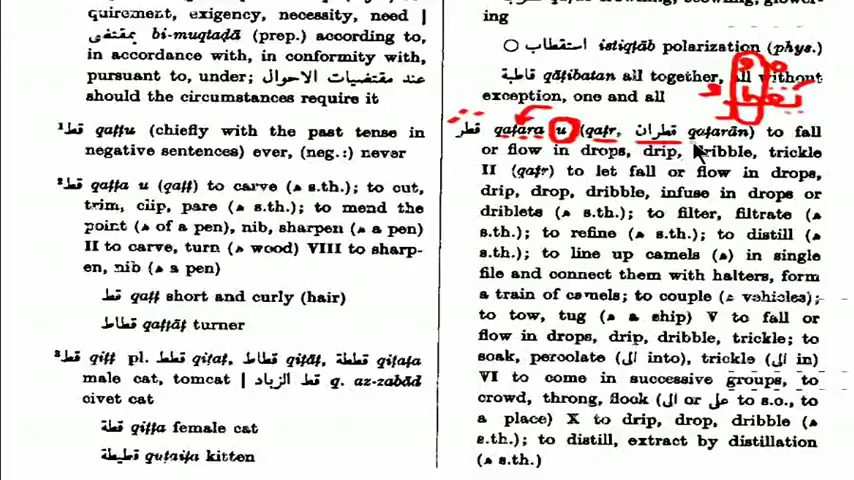 quirement, exigency, necessity, need |
بمقتضى bi-muqtaḍā (prep.) according to,
in accordance with, in conformity with,
pursuant to, under; عند مقتضيات الاحوال
should the circumstances require it
¹قط qaṭṭu (chiefly with the past tense in
negative sentences) ever, (neg.:) never
²قط qaṭṭa u (qaṭṭ) to carve (ه s.th.); to cut,
trim, clip, pare (ه s.th.); to mend the
point (ه of a pen), nib, sharpen (ه a pen)
II to carve, turn (ه wood) VIII to sharp-
en, nib (ه a pen)
قط qaṭṭ short and curly (hair)
قطاط qaṭṭāṭ turner
³قط qiṭṭ pl. قطط qiṭaṭ, قطاط qiṭāṭ, قططة qiṭaṭa
male cat, tomcat | قط الزباد q. az-zabād
civet cat
قطة qiṭṭa female cat
قطيطة quṭaiṭa kitten
ing
○ استقطاب istiqṭāb polarization (phys.)
قاطبة qāṭibatan all together, all without
exception, one and all
قطر qaṭara u (qaṭr, قطران qaṭarān) to fall
or flow in drops, drip, dribble, trickle
II (qaṭr) to let fall or flow in drops,
drip, drop, dribble, infuse in drops or
driblets (ه s.th.); to filter, filtrate (ه
s.th.); to refine (ه s.th.); to distill (ه
s.th.); to line up camels (ه) in single
file and connect them with halters, form
a train of camels; to couple (ه vehicles);
to tow, tug (ه a ship) V to fall or
flow in drops, drip, dribble, trickle; to
soak, percolate (الى into), trickle (الى in)
VI to come in successive groups, to
crowd, throng, flock (الى or على to s.o., to
a place) X to drip, drop, dribble (ه
s.th.); to distill, extract by distillation
(ه s.th.)